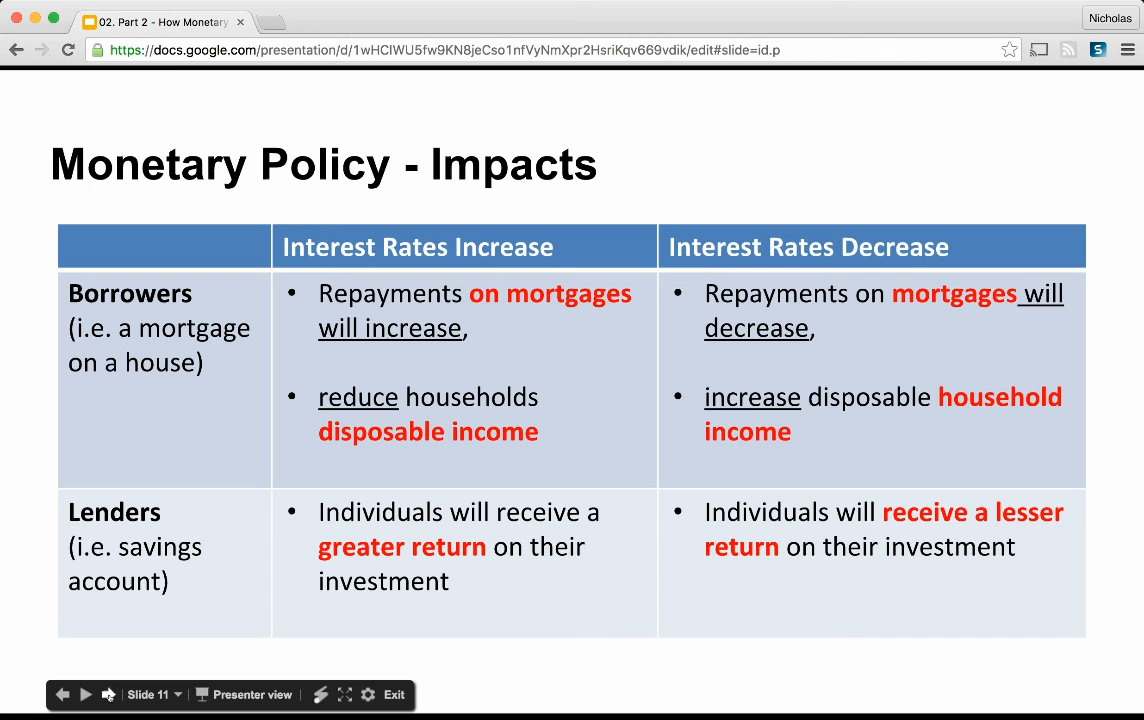 02. Part 2 - How Monetary
Nicholas
https://docs.google.com/presentation/d/1wHCIWU5fw9KN8jeCso1nfVyNmXpr2HsriKqv669vdik/edit#slide=id.p
Monetary Policy - Impacts
Interest Rates Increase
Interest Rates Decrease
Borrowers
(i.e. a mortgage
on a house)
• Repayments on mortgages
will increase,
• reduce households
disposable income
• Repayments on mortgages will
decrease,
• increase disposable household
income
Lenders
(i.e. savings
account)
• Individuals will receive a
greater return on their
investment
• Individuals will receive a lesser
return on their investment
Slide 11
Presenter view
Exit